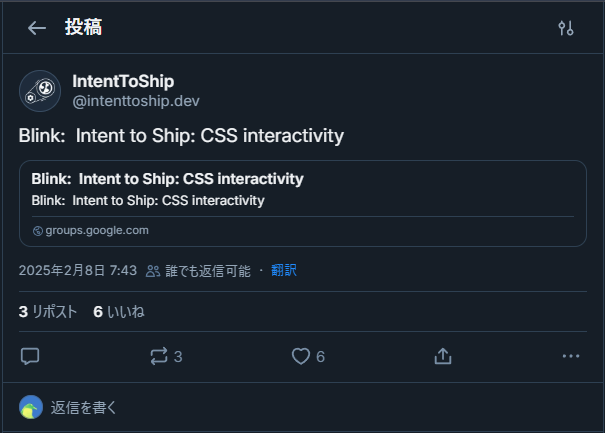 投稿
IntentToShip
@intenttoship.dev
Blink: Intent to Ship: CSS interactivity
Blink: Intent to Ship: CSS interactivity
Blink: Intent to Ship: CSS interactivity
groups.google.com
2025年2月8日 7:43 誰でも返信可能 · 翻訳
3 リポスト 6 いいね
3 6
返信を書く